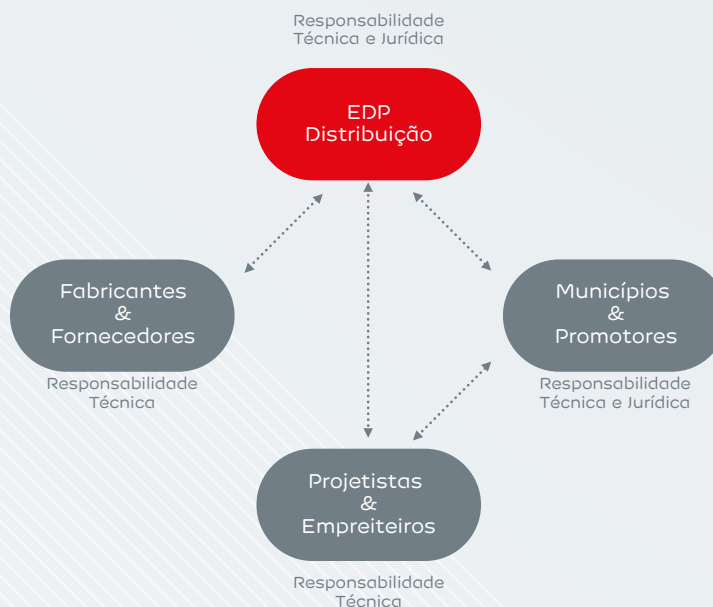 Responsabilidade
Técnica e Jurídica
EDP
Distribuição
Fabricantes
&
Fornecedores
Responsabilidade
Técnica
Municípios
&
Promotores
Responsabilidade
Técnica e Jurídica
Projetistas
&
Empreiteiros
Responsabilidade
Técnica